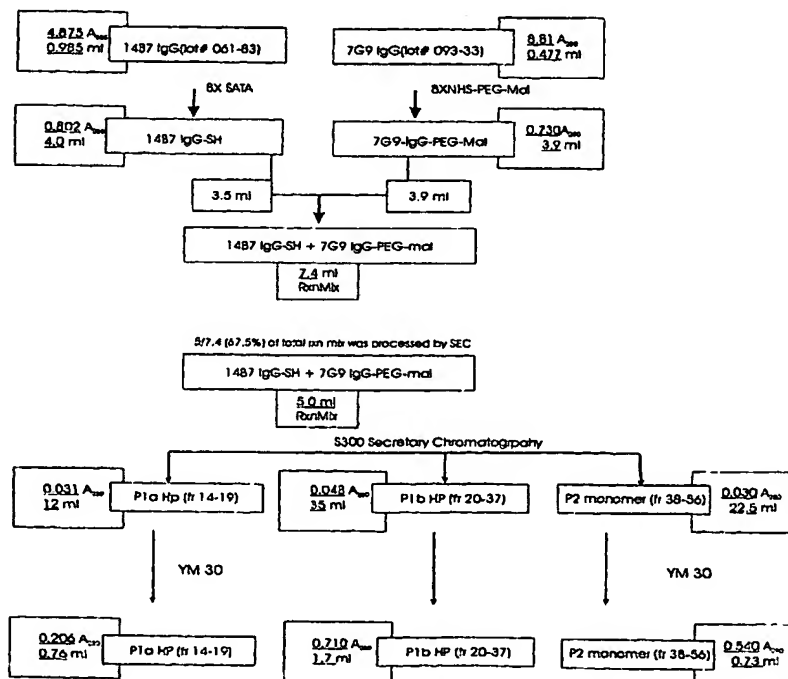 4.875 A₂₈₀
0.985 ml
14B7 IgG(lot# 061-83)
7G9 IgG(lot# 093-33)
8.81 A₂₈₀
0.477 ml
8X SATA
8XNHS-PEG-Mal
0.802 A₂₈₀
4.0 ml
14B7 IgG-SH
7G9-IgG-PEG-Mal
0.730A₂₈₀
3.9 ml
3.5 ml
3.9 ml
14B7 IgG-SH + 7G9 IgG-PEG-mal
7.4 ml
RxnMix
5/7.4 (67.5%) of total rxn mix was processed by SEC
14B7 IgG-SH + 7G9 IgG-PEG-mal
5.0 ml
RxnMix
S300 Secretary Chromatogrpahy
0.031 A₂₈₀
12 ml
P1a Hp (fr 14-19)
0.048 A₂₈₀
35 ml
P1b HP (fr 20-37)
P2 monomer (fr 38-56)
0.030 A₂₈₀
22.5 ml
YM 30
YM 30
0.206 A₂₈₀
0.76 ml
P1a HP (fr 14-19)
0.710 A₂₈₀
1.7 ml
P1b HP (fr 20-37)
P2 monomer (fr 38-56)
0.540 A₂₈₀
0.73 ml